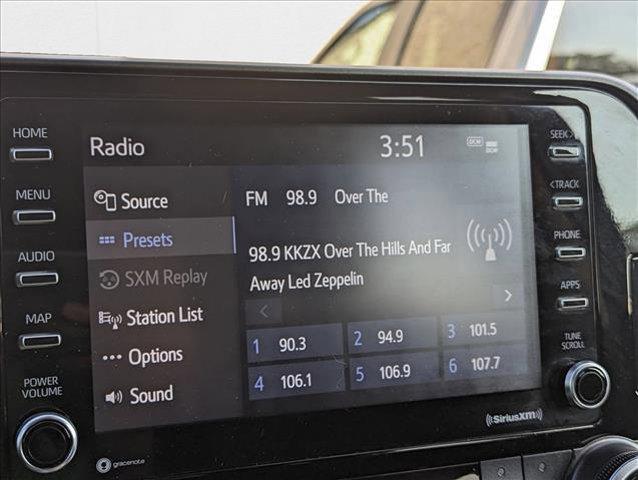 HOME
MENU
AUDIO
MAP
POWER
VOLUME
Radio
3:51
DCM
DCM
Source
Presets
SXM Replay
Station List
Options
Sound
FM 98.9 Over The
98.9 KKZX Over The Hills And Far
Away Led Zeppelin
< >
1 90.3 2 94.9 3 101.5
4 106.1 5 106.9 6 107.7
SEEK>
<TRACK
PHONE
APPS
TUNE
SCROLL
gracenote
((SiriusXM))